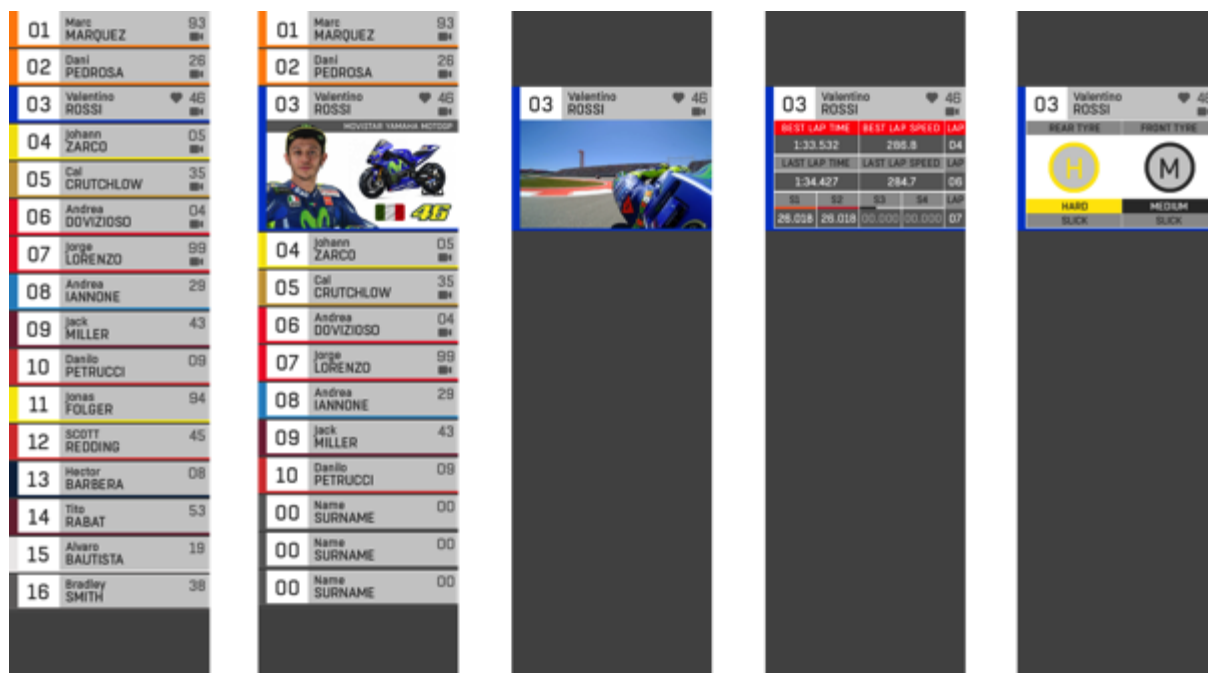 01 Marc 93
MARQUEZ
02 Dani 26
PEDROSA
03 Valentino 46
ROSSI
04 Johann 05
ZARCO
05 Cal 35
CRUTCHLOW
06 Andrea 04
DOVIZIOSO
07 Jorge 99
LORENZO
08 Andrea 29
IANNONE
09 Jack 43
MILLER
10 Danilo 09
PETRUCCI
11 Jonas 94
FOLGER
12 SCOTT 45
REDDING
13 Hector 08
BARBERA
14 Tito 53
RABAT
15 Alvaro 19
BAUTISTA
16 Bradley 38
SMITH
01 Marc 93
MARQUEZ
02 Dani 26
PEDROSA
03 Valentino 46
ROSSI
MOVISTAR YAMAHA MOTOGP
46
04 Johann 05
ZARCO
05 Cal 35
CRUTCHLOW
06 Andrea 04
DOVIZIOSO
07 Jorge 99
LORENZO
08 Andrea 29
IANNONE
09 Jack 43
MILLER
10 Danilo 09
PETRUCCI
00 Name 00
SURNAME
00 Name 00
SURNAME
00 Name 00
SURNAME
03 Valentino 46
ROSSI
03 Valentino 46
ROSSI
BEST LAP TIME BEST LAP SPEED LAP
1:33.532 286.8 04
LAST LAP TIME LAST LAP SPEED LAP
1:34.427 284.7 06
S1 S2 S3 S4 LAP
26.018 26.018 00.000 00.000 07
03 Valentino 46
ROSSI
REAR TYRE FRONT TYRE
H M
HARD MEDIUM
SLICK SLICK